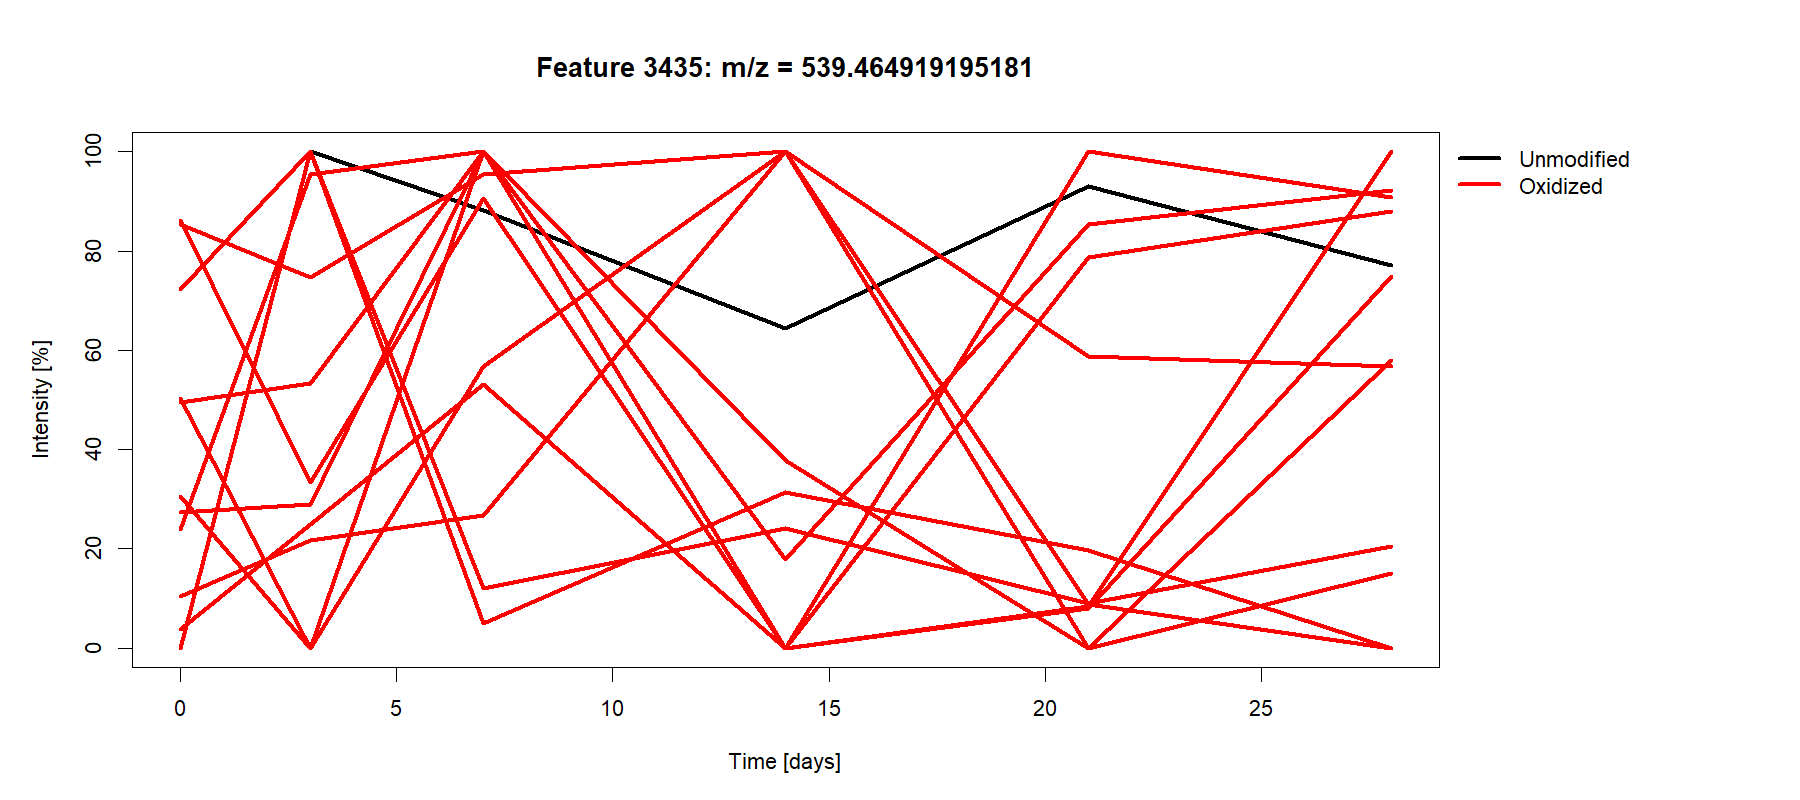 Feature 3435: m/z = 539.464919195181
Unmodified
Oxidized
Intensity [%]
100
80
60
40
20
0
0 5 10 15 20 25
Time [days]